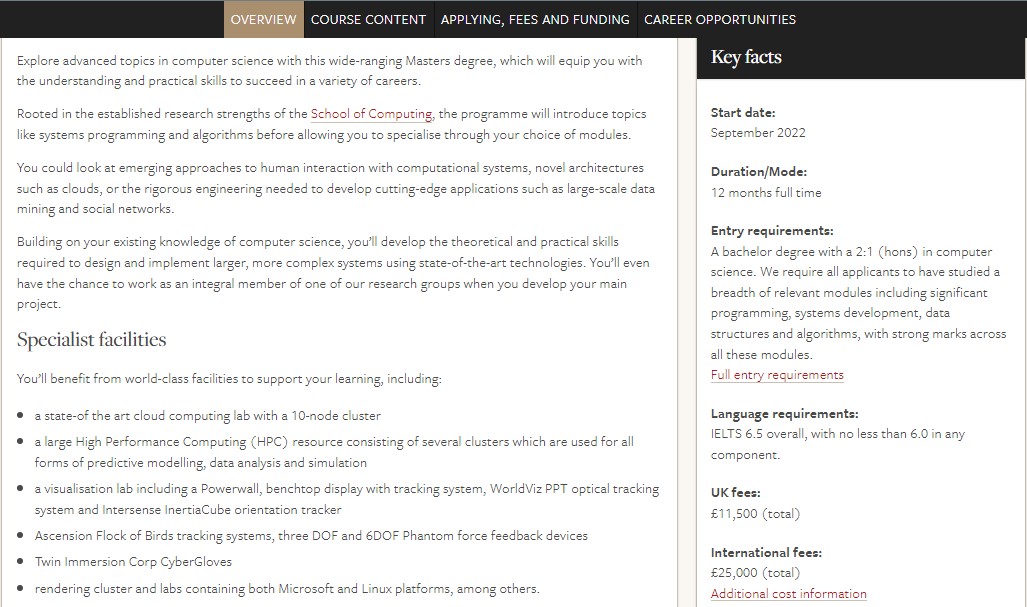 OVERVIEW COURSE CONTENT APPLYING, FEES AND FUNDING CAREER OPPORTUNITIES
Explore advanced topics in computer science with this wide-ranging Masters degree, which will equip you with
the understanding and practical skills to succeed in a variety of careers.
Rooted in the established research strengths of the School of Computing, the programme will introduce topics
like systems programming and algorithms before allowing you to specialise through your choice of modules.
You could look at emerging approaches to human interaction with computational systems, novel architectures
such as clouds, or the rigorous engineering needed to develop cutting-edge applications such as large-scale data
mining and social networks.
Building on your existing knowledge of computer science, you'll develop the theoretical and practical skills
required to design and implement larger, more complex systems using state-of-the-art technologies. You'll even
have the chance to work as an integral member of one of our research groups when you develop your main
project.
Specialist facilities
You'll benefit from world-class facilities to support your learning, including:
• a state-of the art cloud computing lab with a 10-node cluster
• a large High Performance Computing (HPC) resource consisting of several clusters which are used for all
forms of predictive modelling, data analysis and simulation
• a visualisation lab including a Powerwall, benchtop display with tracking system, WorldViz PPT optical tracking
system and Intersense InertiaCube orientation tracker
• Ascension Flock of Birds tracking systems, three DOF and 6DOF Phantom force feedback devices
• Twin Immersion Corp CyberGloves
• rendering cluster and labs containing both Microsoft and Linux platforms, among others.
Key facts
Start date:
September 2022
Duration/Mode:
12 months full time
Entry requirements:
A bachelor degree with a 2:1 (hons) in computer
science. We require all applicants to have studied a
breadth of relevant modules including significant
programming, systems development, data
structures and algorithms, with strong marks across
all these modules.
Full entry requirements
Language requirements:
IELTS 6.5 overall, with no less than 6.0 in any
component.
UK fees:
£11,500 (total)
International fees:
£25,000 (total)
Additional cost information